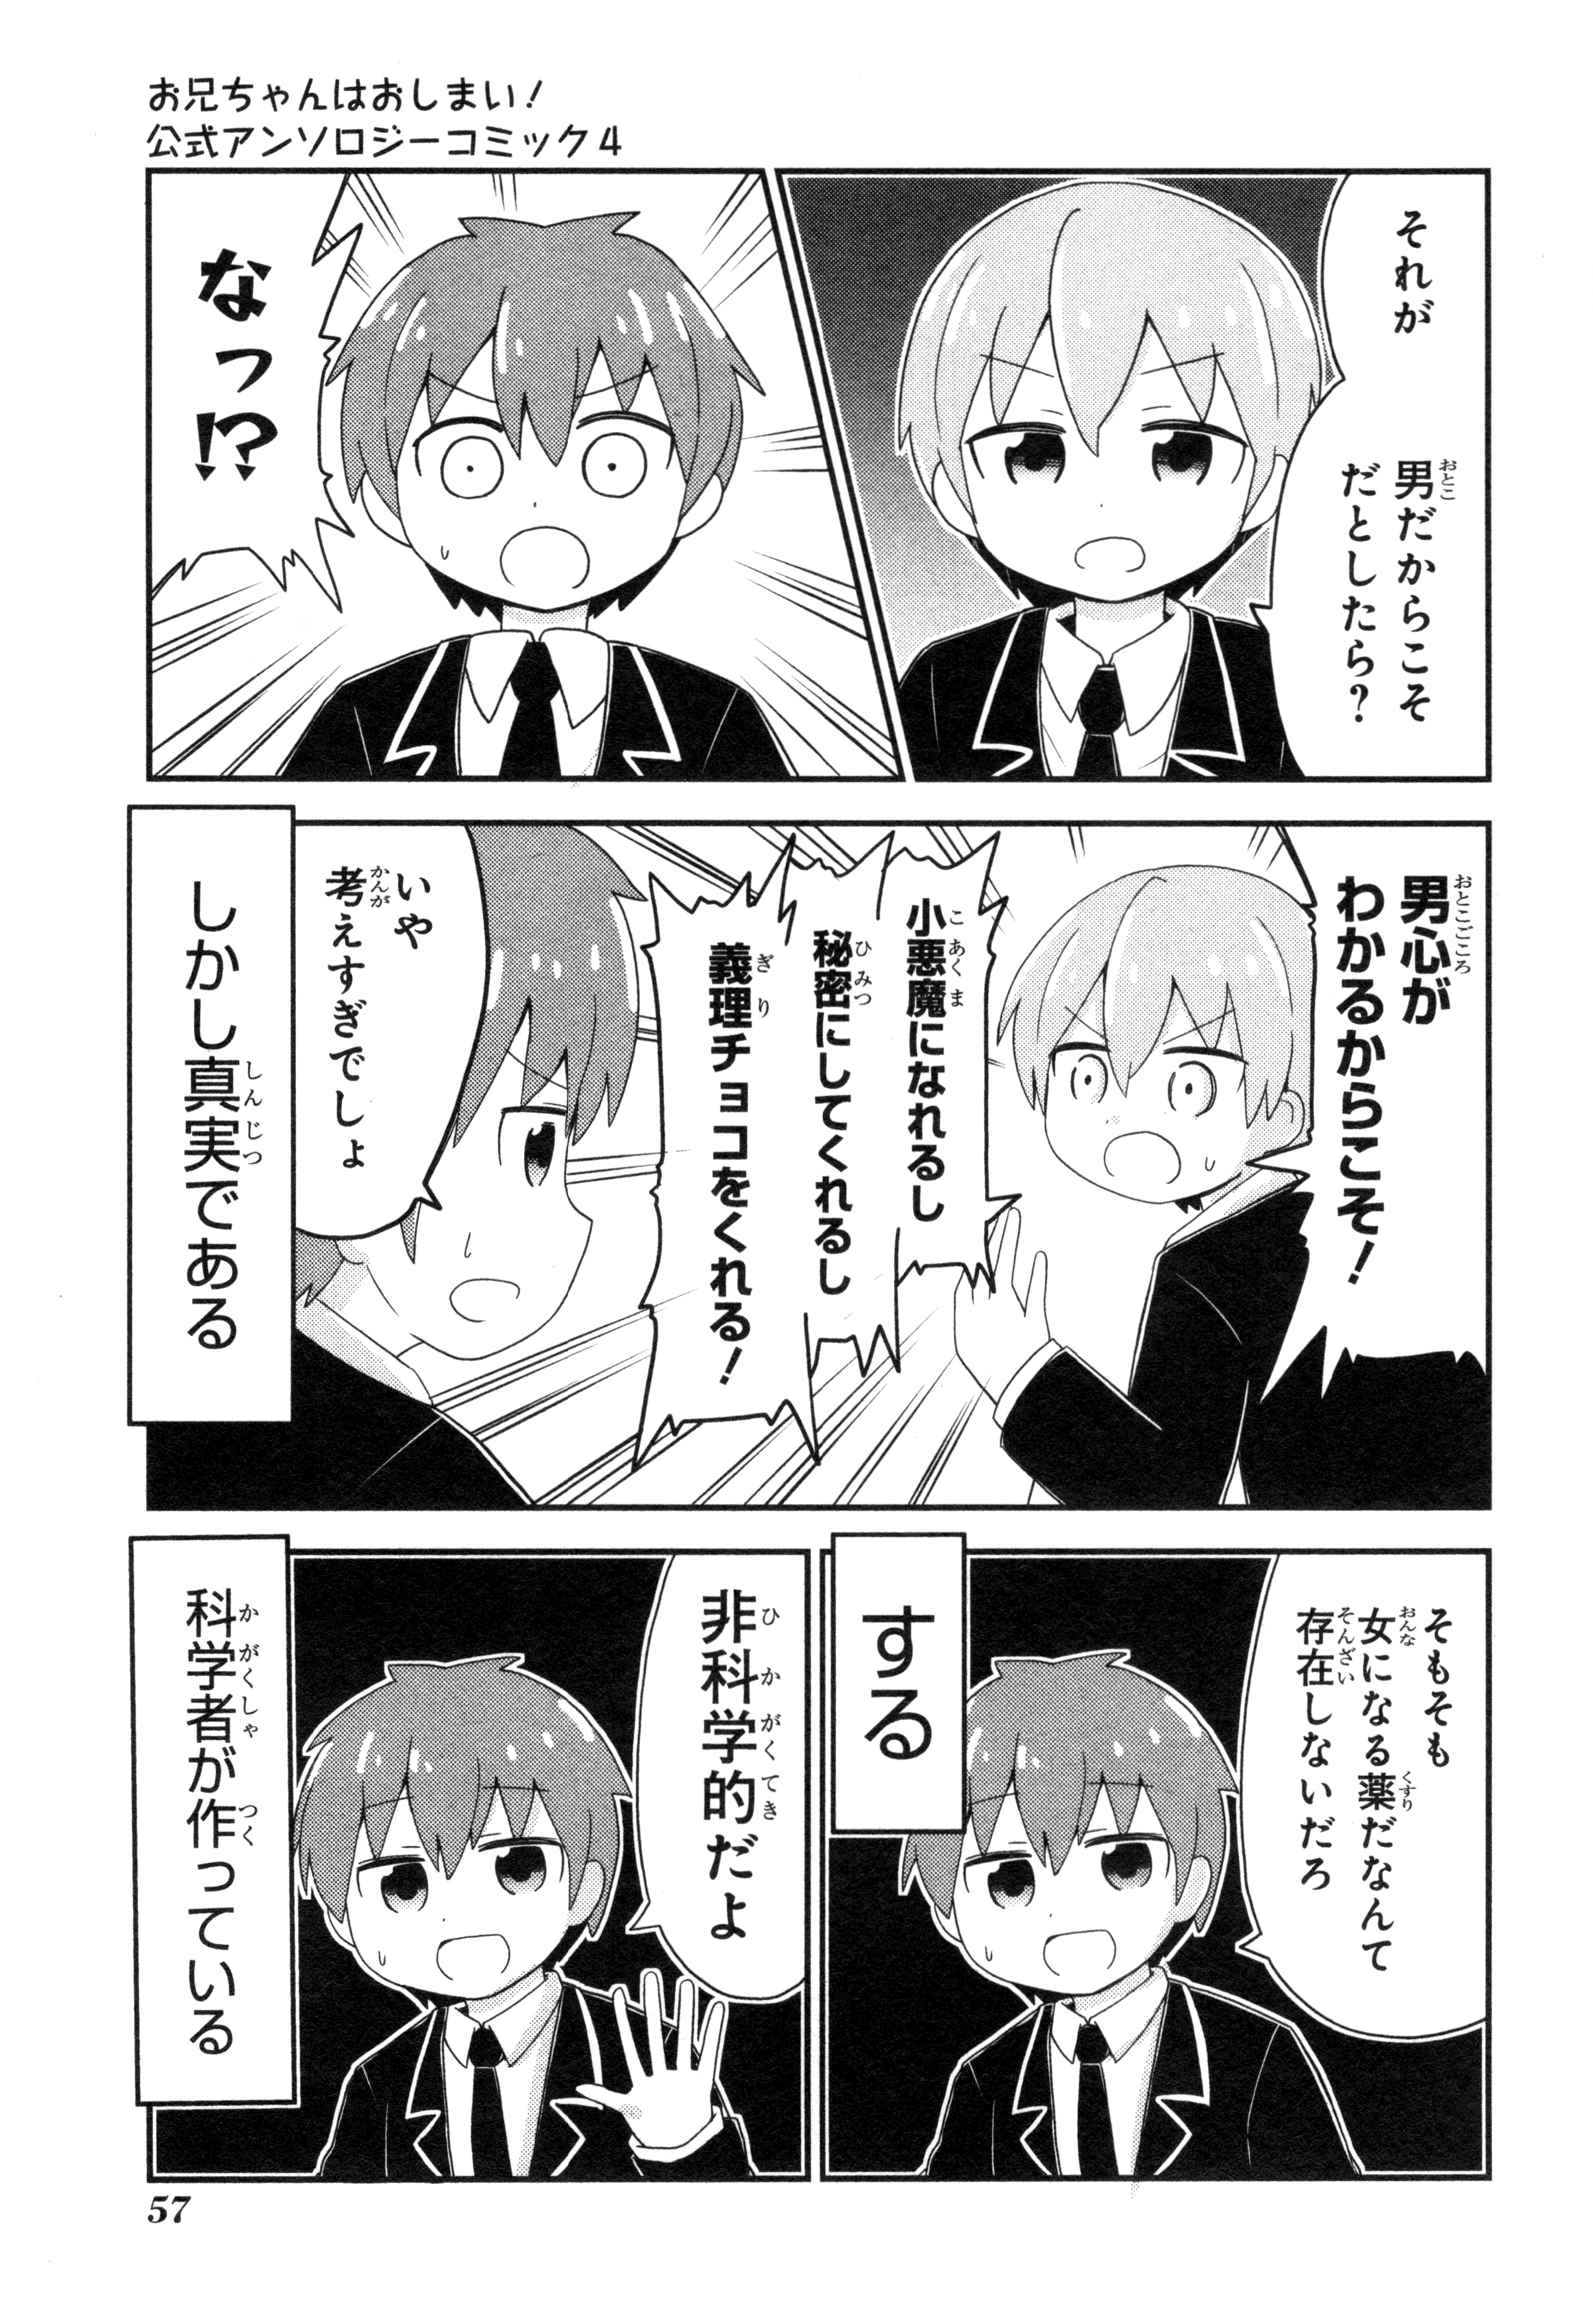 お兄ちゃんはおしまい!
公式アンソロジーコミック4
それが
男だからこそ
だとしたら?
なっ!?
男心が
わかるからこそ!
小悪魔になれるし
秘密にしてくれるし
義理チョコをくれる!
いや
考えすぎでしょ
しかし真実である
そもそも
女になる薬だなんて
存在しないだろ
する
非科学的だよ
科学者が作っている
57